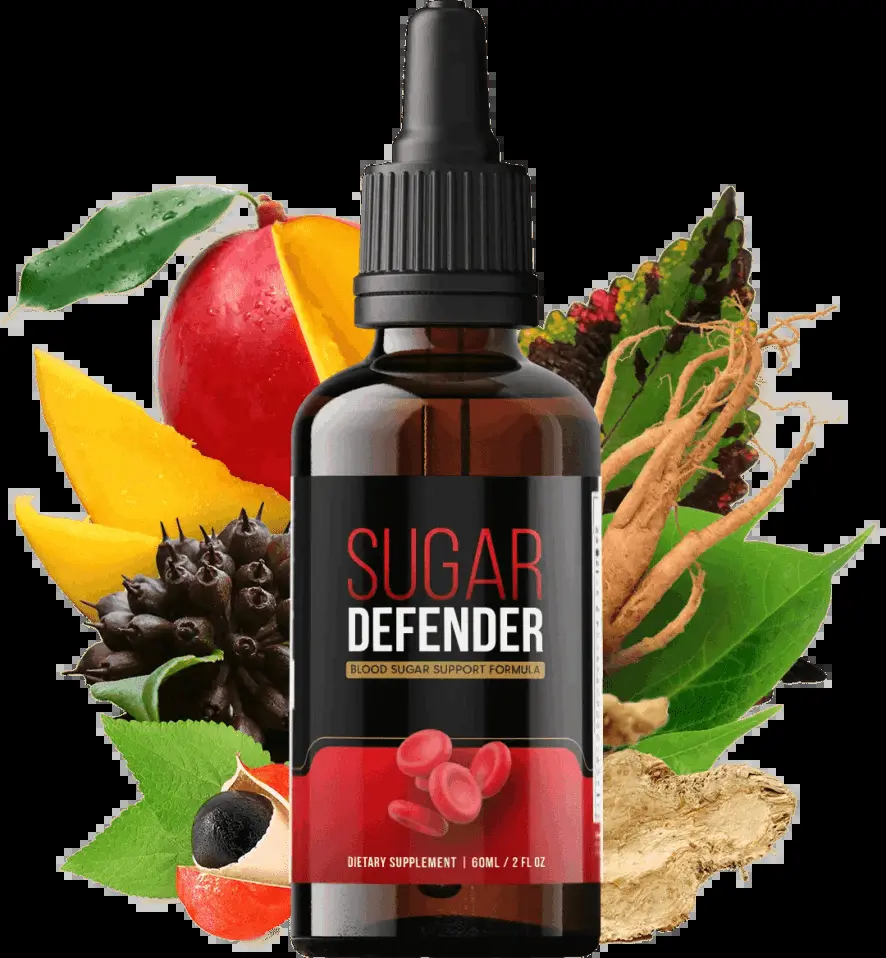 SUGAR
DEFENDER
BLOOD SUGAR SUPPORT FORMULA
DIETARY SUPPLEMENT | 60ML / 2 FL OZ